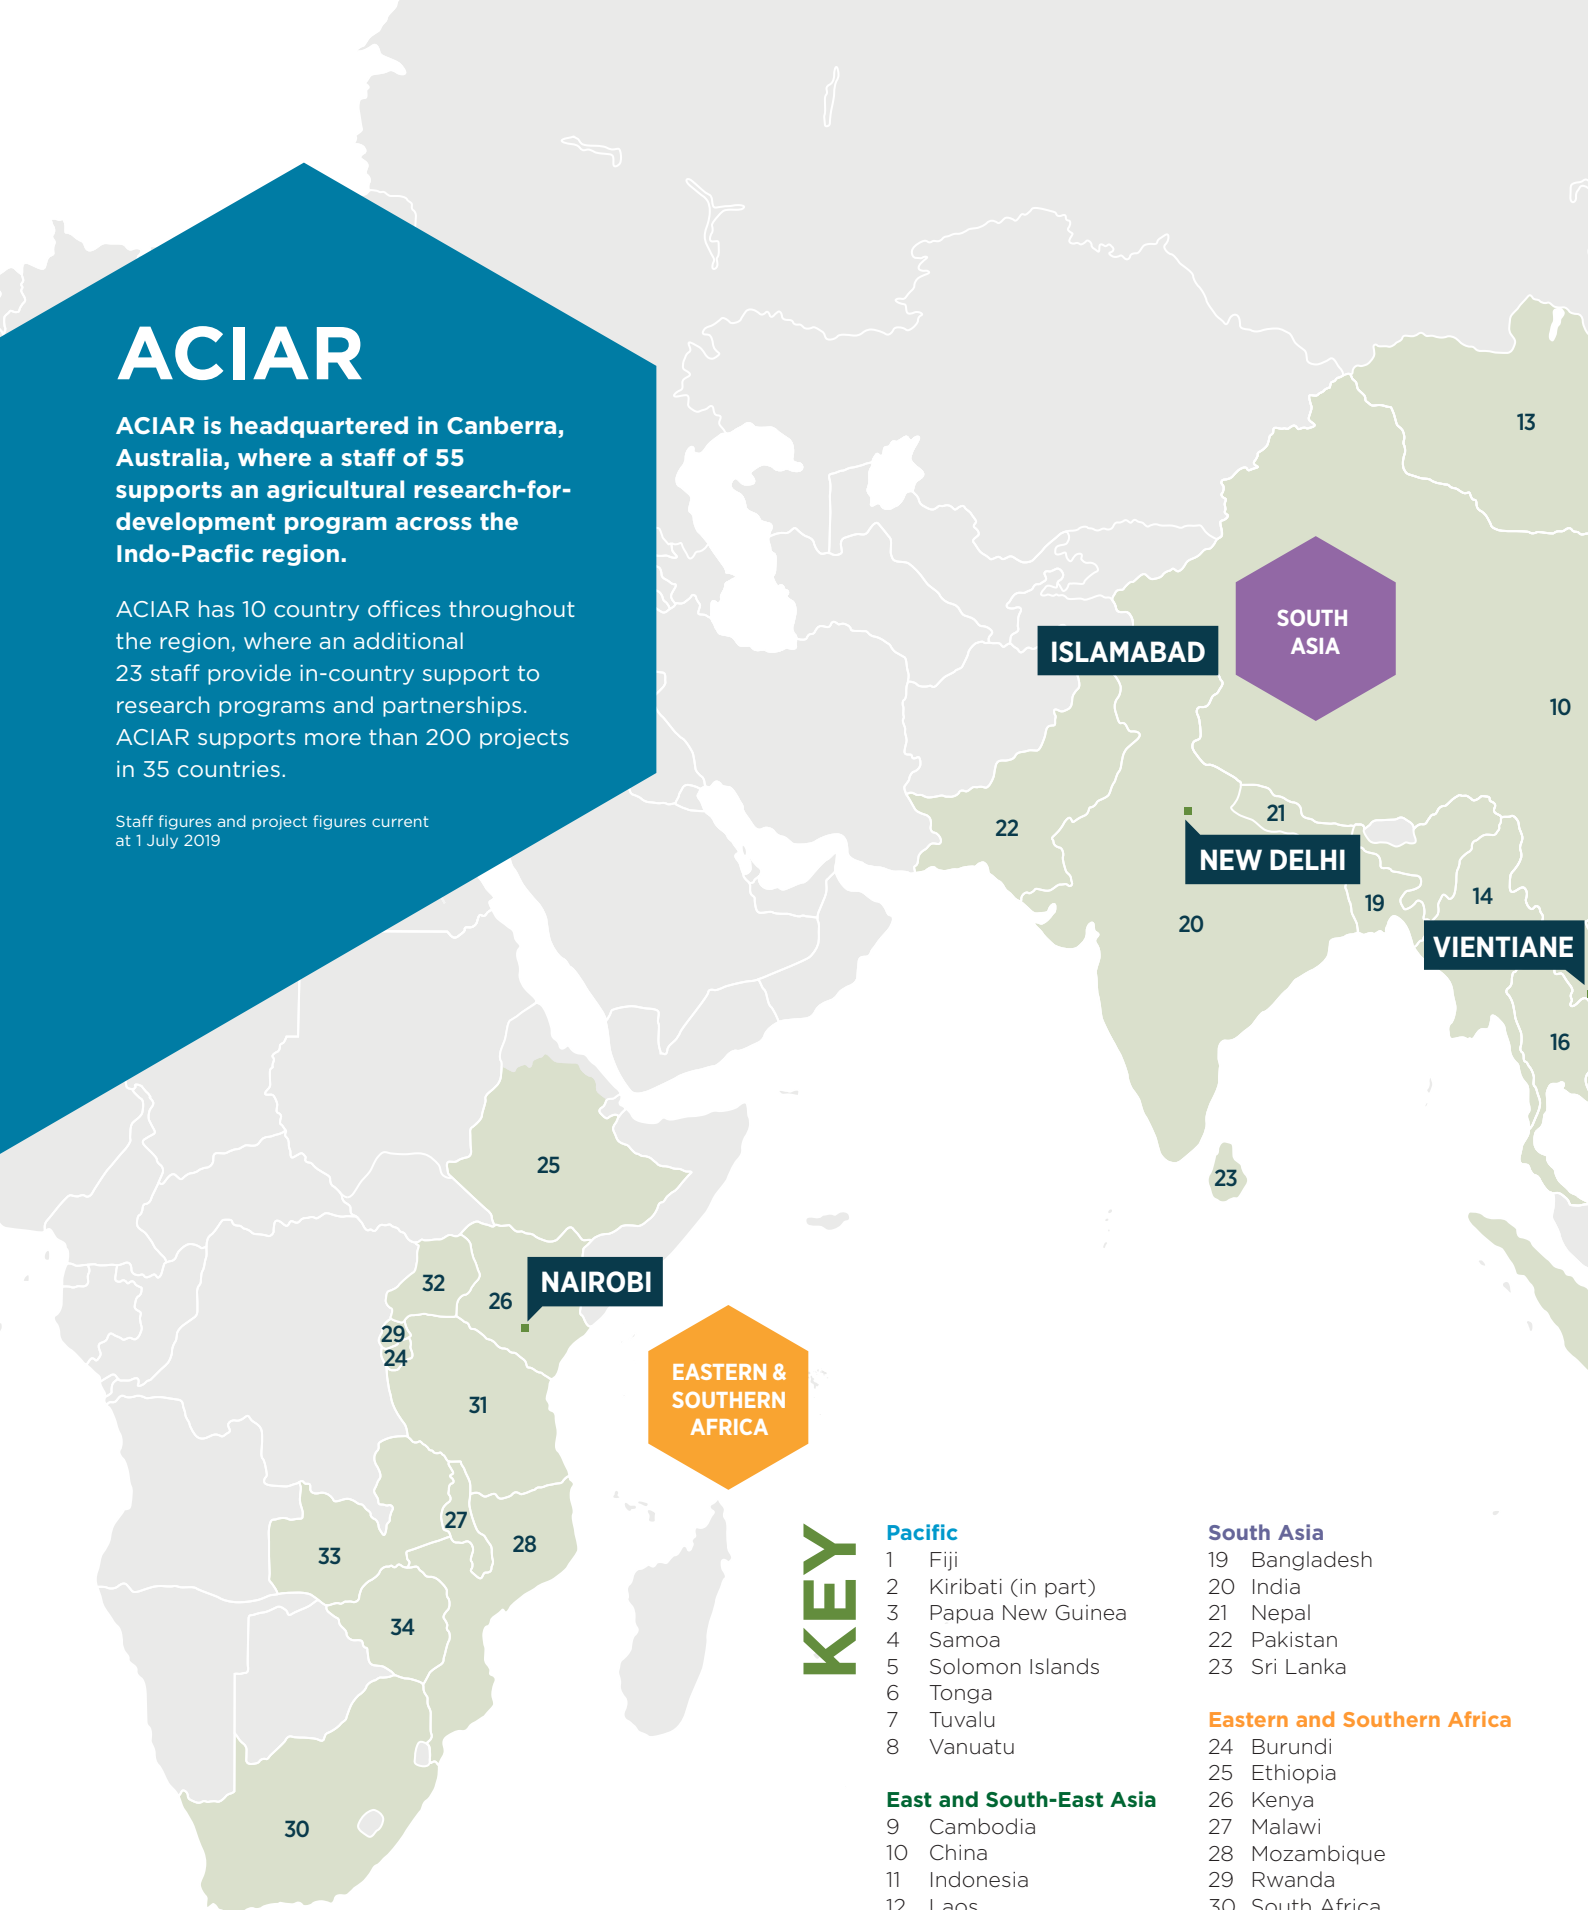 ACIAR
ACIAR is headquartered in Canberra,
Australia, where a staff of 55
supports an agricultural research-for-
development program across the
Indo-Pacfic region.
ACIAR has 10 country offices throughout
the region, where an additional
23 staff provide in-country support to
research programs and partnerships.
ACIAR supports more than 200 projects
in 35 countries.
Staff figures and project figures current
at 1 July 2019
13
SOUTH
ASIA
ISLAMABAD
10
21
22
NEW DELHI
14
19
20
VIENTIANE
16
25
23
32
NAIROBI
26
29
24
EASTERN &
SOUTHERN
AFRICA
31
27
28
33
34
30
KEY
Pacific
1 Fiji
2 Kiribati (in part)
3 Papua New Guinea
4 Samoa
5 Solomon Islands
6 Tonga
7 Tuvalu
8 Vanuatu
East and South-East Asia
9 Cambodia
10 China
11 Indonesia
12 Laos
South Asia
19 Bangladesh
20 India
21 Nepal
22 Pakistan
23 Sri Lanka
Eastern and Southern Africa
24 Burundi
25 Ethiopia
26 Kenya
27 Malawi
28 Mozambique
29 Rwanda
30 South Africa